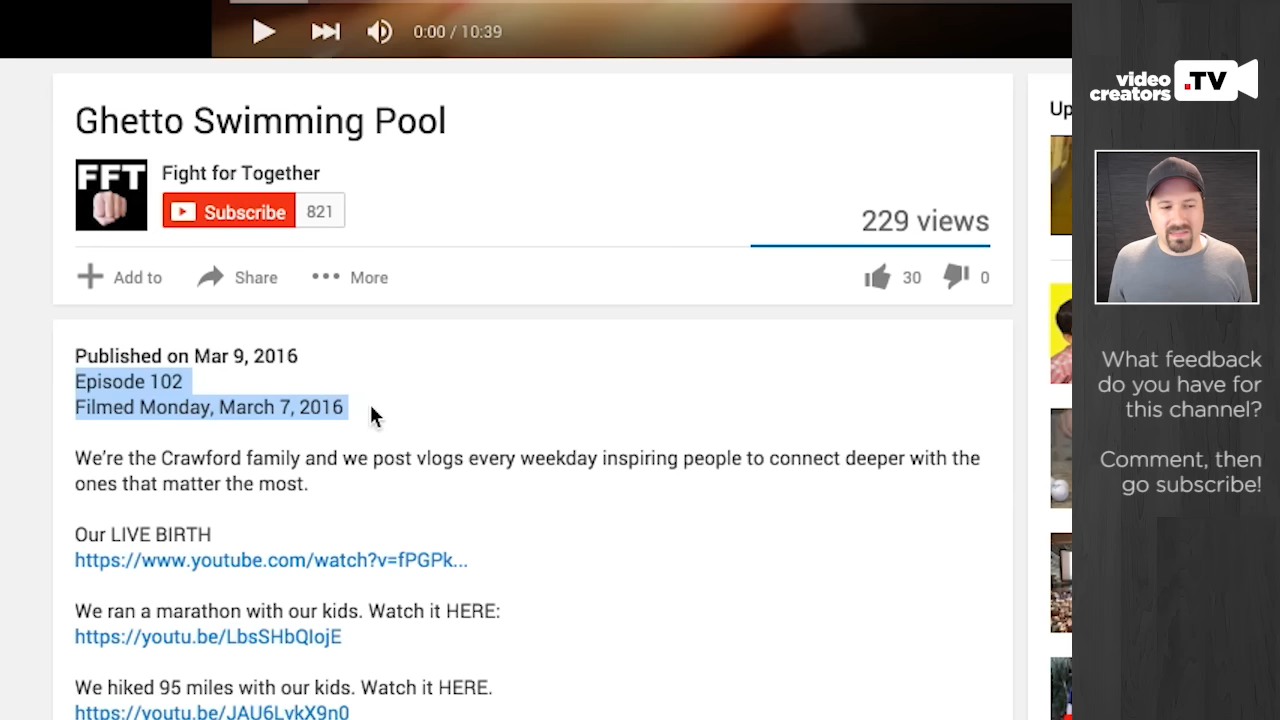 0:00 / 10:39
Ghetto Swimming Pool
FFT
Fight for Together
Subscribe 821
229 views
Add to Share More 30 0
Published on Mar 9, 2016
Episode 102
Filmed Monday, March 7, 2016
We're the Crawford family and we post vlogs every weekday inspiring people to connect deeper with the
ones that matter the most.
Our LIVE BIRTH
https://www.youtube.com/watch?v=fPGPk...
We ran a marathon with our kids. Watch it HERE:
https://youtu.be/LbsSHbQIojE
We hiked 95 miles with our kids. Watch it HERE.
https://youtu.be/JAU6LvkX9n0
Up
video
creators
.TV
What feedback
do you have for
this channel?
Comment, then
go subscribe!